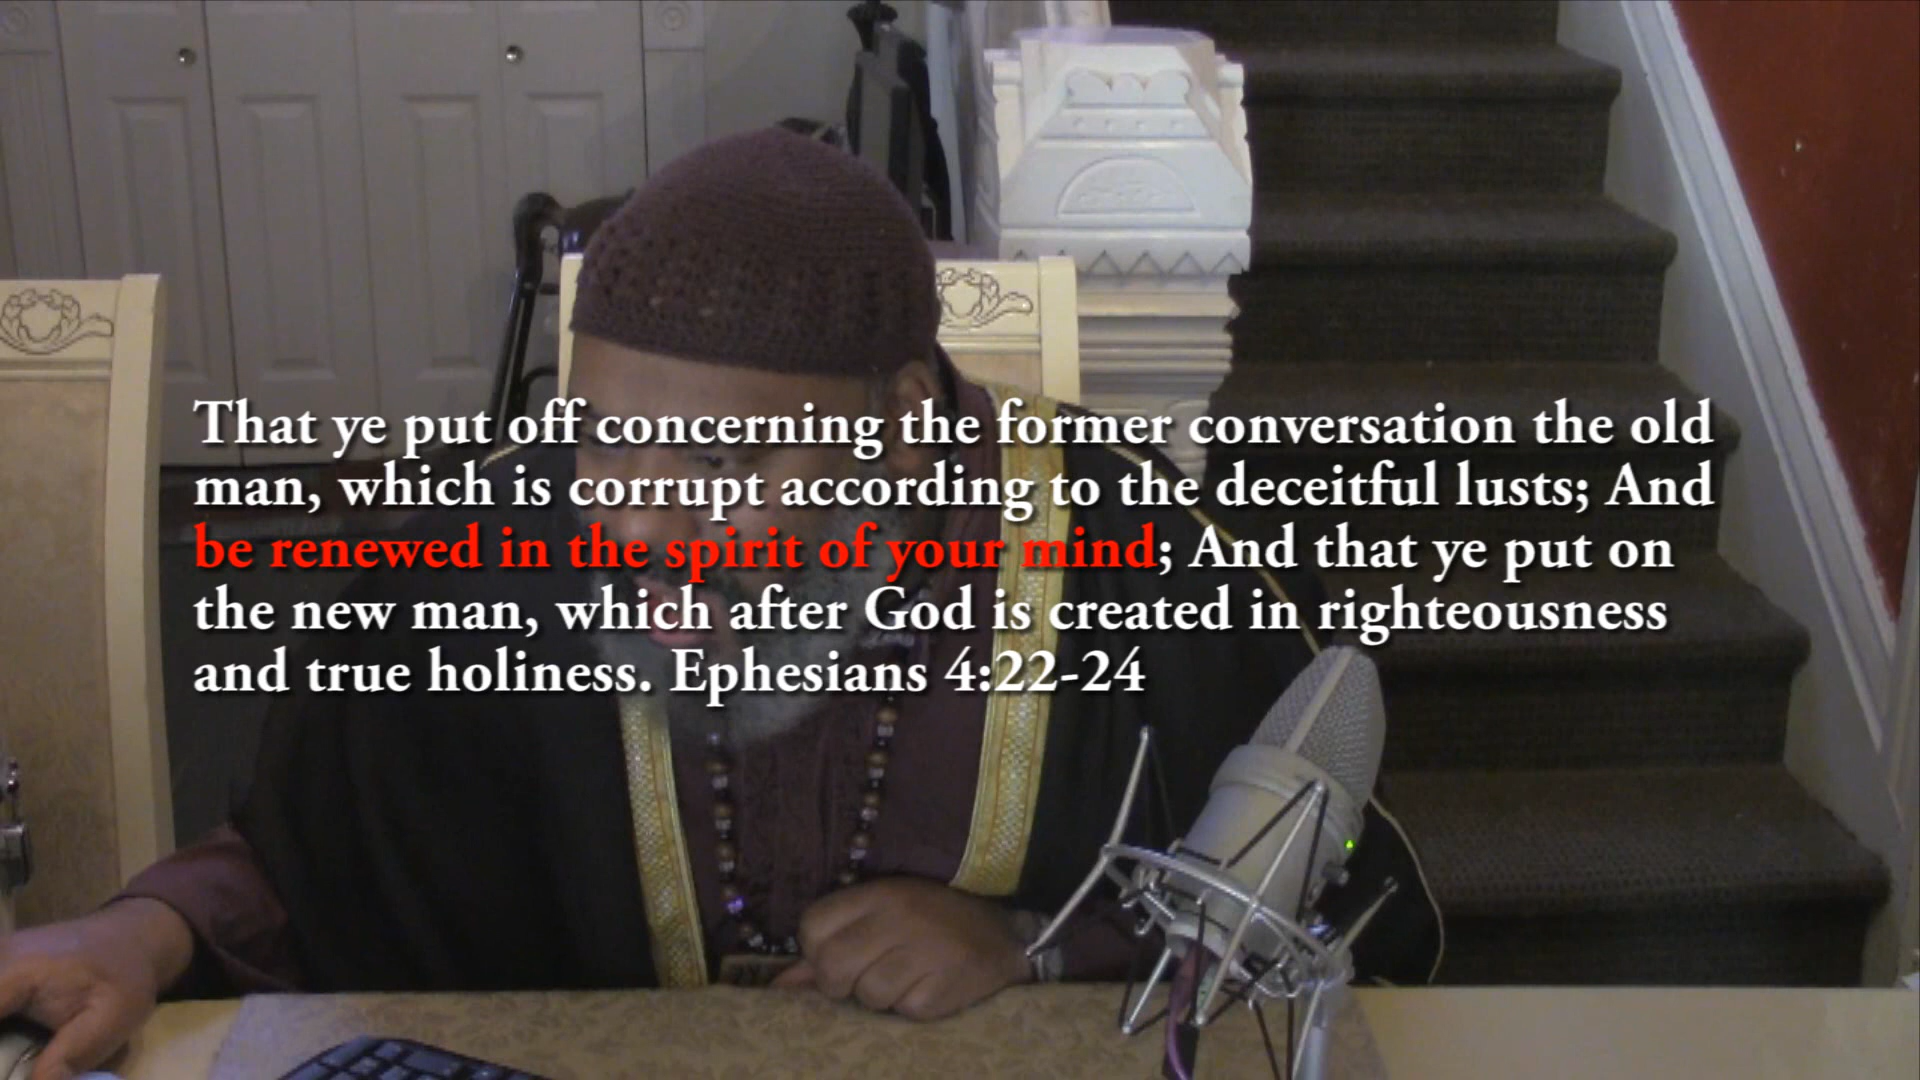 That ye put off concerning the former conversation the old
man, which is corrupt according to the deceitful lusts; And
be renewed in the spirit of your mind; And that ye put on
the new man, which after God is created in righteousness
and true holiness. Ephesians 4:22-24